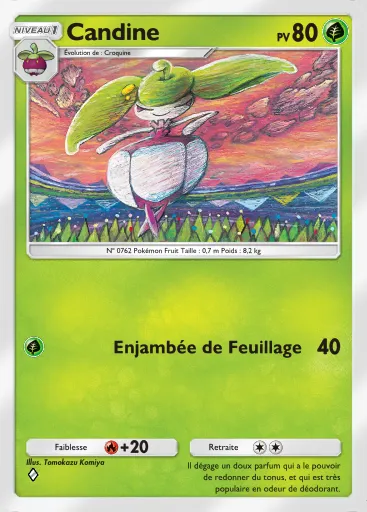 NIVEAU 1
Candine
PV 80
Évolution de : Croquine
N° 0762 Pokémon Fruit Taille : 0,7 m Poids : 8,2 kg
Enjambée de Feuillage 40
Faiblesse +20
Retraite
Illus. Tomokazu Komiya
Il dégage un doux parfum qui a le pouvoir
de redonner du tonus, et qui est très
populaire en odeur de déodorant.